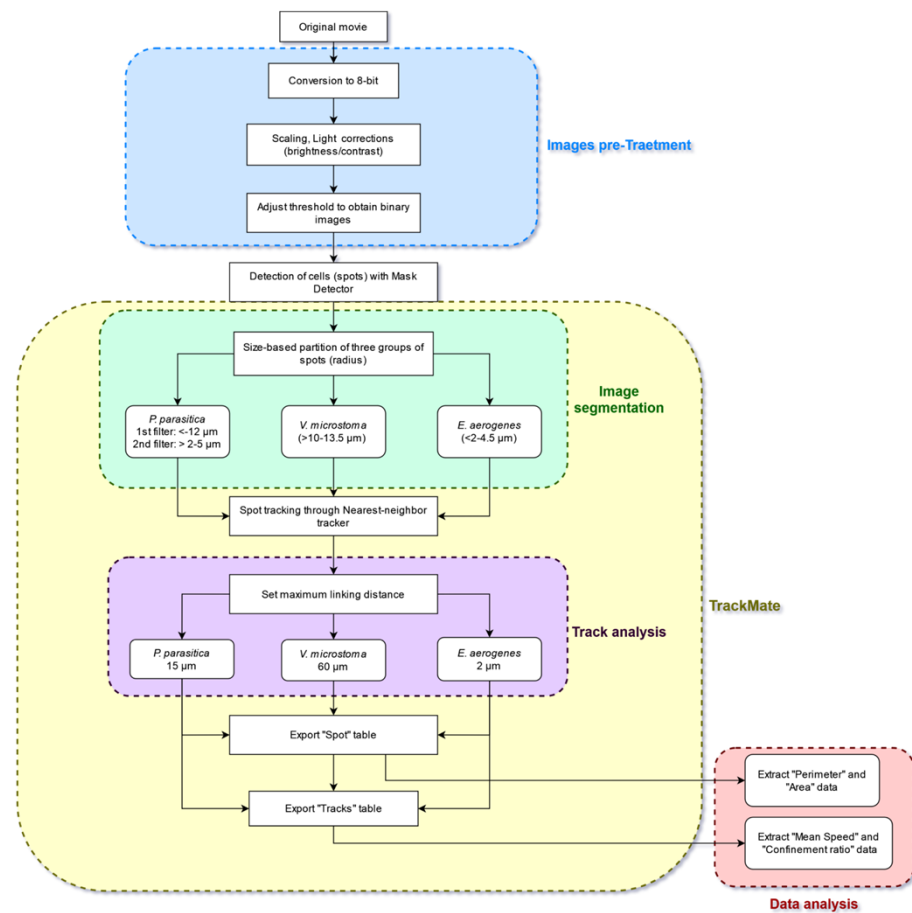 Original movie
Conversion to 8-bit
Scaling, Light corrections
(brightness/contrast)
Images pre-Traetment
Adjust threshold to obtain binary
images
Detection of cells (spots) with Mask
Detector
Size-based partition of three groups of
spots (radius)
Image
segmentation
P. parasitica
1st filter: <-12 µm
2nd filter: > 2-5 µm
V. microstoma
(>10-13.5 µm)
E. aerogenes
(<2-4.5 µm)
Spot tracking through Nearest-neighbor
tracker
Set maximum linking distance
TrackMate
Track analysis
P. parasitica
15 µm
V. microstoma
60 µm
E. aerogenes
2 µm
Export "Spot" table
Extract "Perimeter" and
"Area" data
Export "Tracks" table
Extract "Mean Speed" and
"Confinement ratio" data
Data analysis